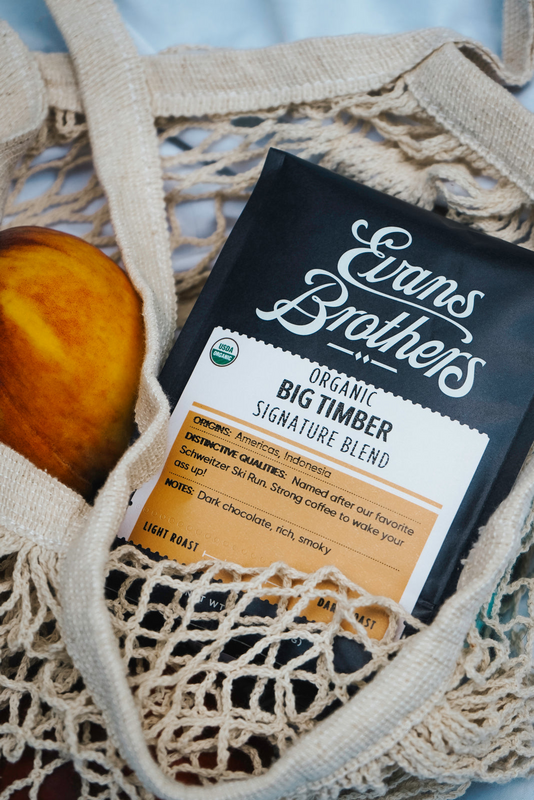 Evans
Brothers
USDA
ORGANIC
ORGANIC
BIG TIMBER
SIGNATURE BLEND
ORIGINS: Americas, Indonesia
DISTINCTIVE QUALITIES: Named after our favorite
Schweitzer Ski Run. Strong coffee to wake your
ass up!
NOTES: Dark chocolate, rich, smoky
LIGHT ROAST
DARK ROAST
WT